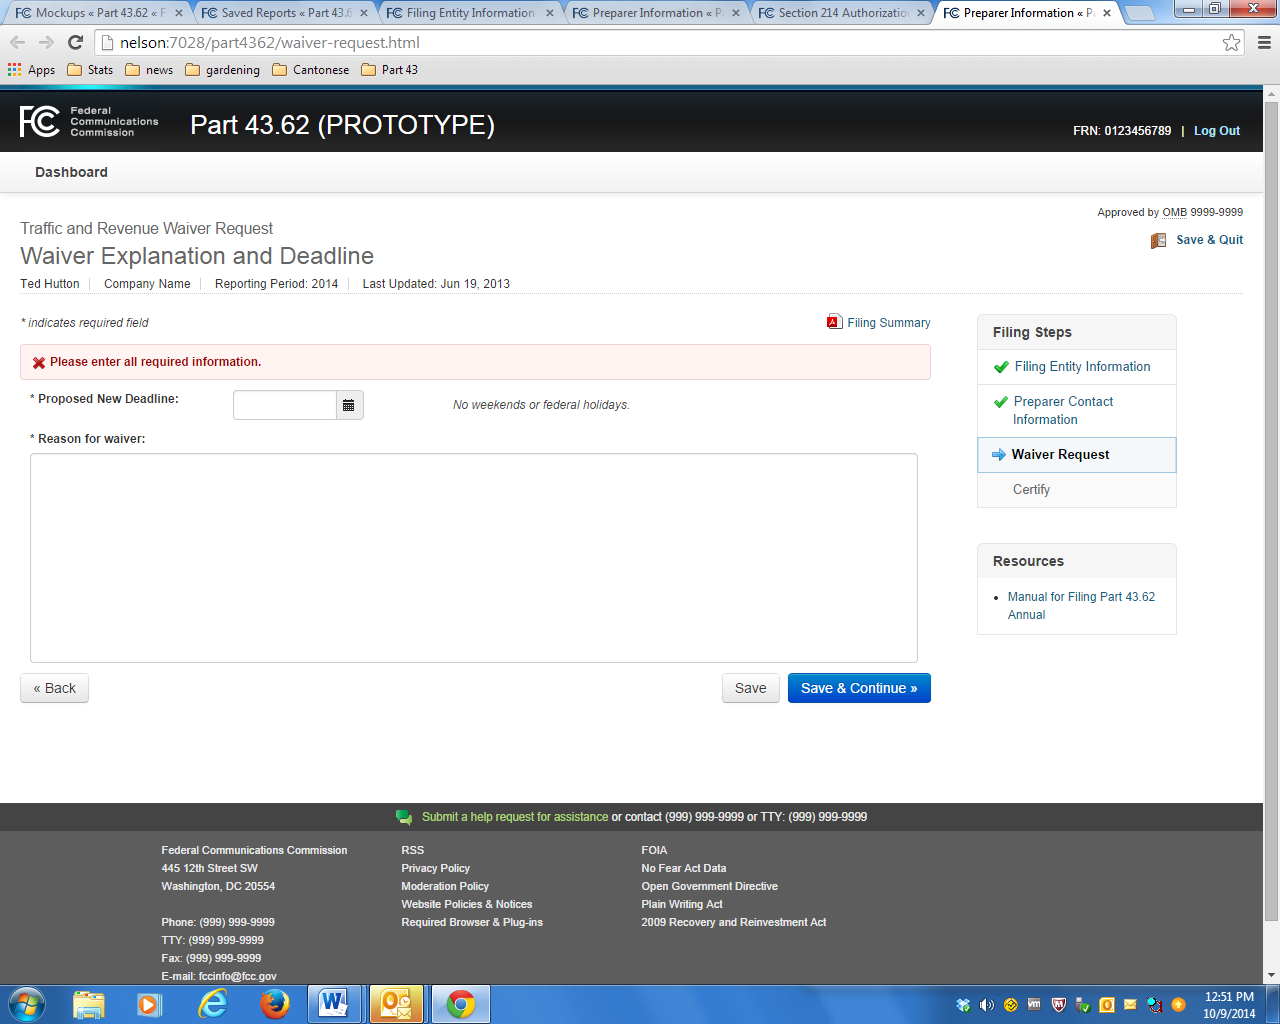 Mockups « Part 43.62 « F
Saved Reports « Part 43.6
Filing Entity Information
Preparer Information « P
Section 214 Authorizatio
Preparer Information « P
nelson:7028/part4362/waiver-request.html
Apps
Stats
news
gardening
Cantonese
Part 43
FC
Federal
Communications
Commission
Part 43.62 (PROTOTYPE)
FRN: 0123456789 | Log Out
Dashboard
Approved by OMB 9999-9999
Save & Quit
Traffic and Revenue Waiver Request
Waiver Explanation and Deadline
Ted Hutton | Company Name | Reporting Period: 2014 | Last Updated: Jun 19, 2013
* indicates required field
Filing Summary
Please enter all required information.
* Proposed New Deadline:
No weekends or federal holidays.
* Reason for waiver:
« Back
Save
Save & Continue »
Filing Steps
Filing Entity Information
Preparer Contact
Information
Waiver Request
Certify
Resources
• Manual for Filing Part 43.62
Annual
Submit a help request for assistance or contact (999) 999-9999 or TTY: (999) 999-9999
Federal Communications Commission
445 12th Street SW
Washington, DC 20554
Phone: (999) 999-9999
TTY: (999) 999-9999
Fax: (999) 999-9999
E-mail: fccinfo@fcc.gov
RSS
Privacy Policy
Moderation Policy
Website Policies & Notices
Required Browser & Plug-ins
FOIA
No Fear Act Data
Open Government Directive
Plain Writing Act
2009 Recovery and Reinvestment Act
12:51 PM
10/9/2014